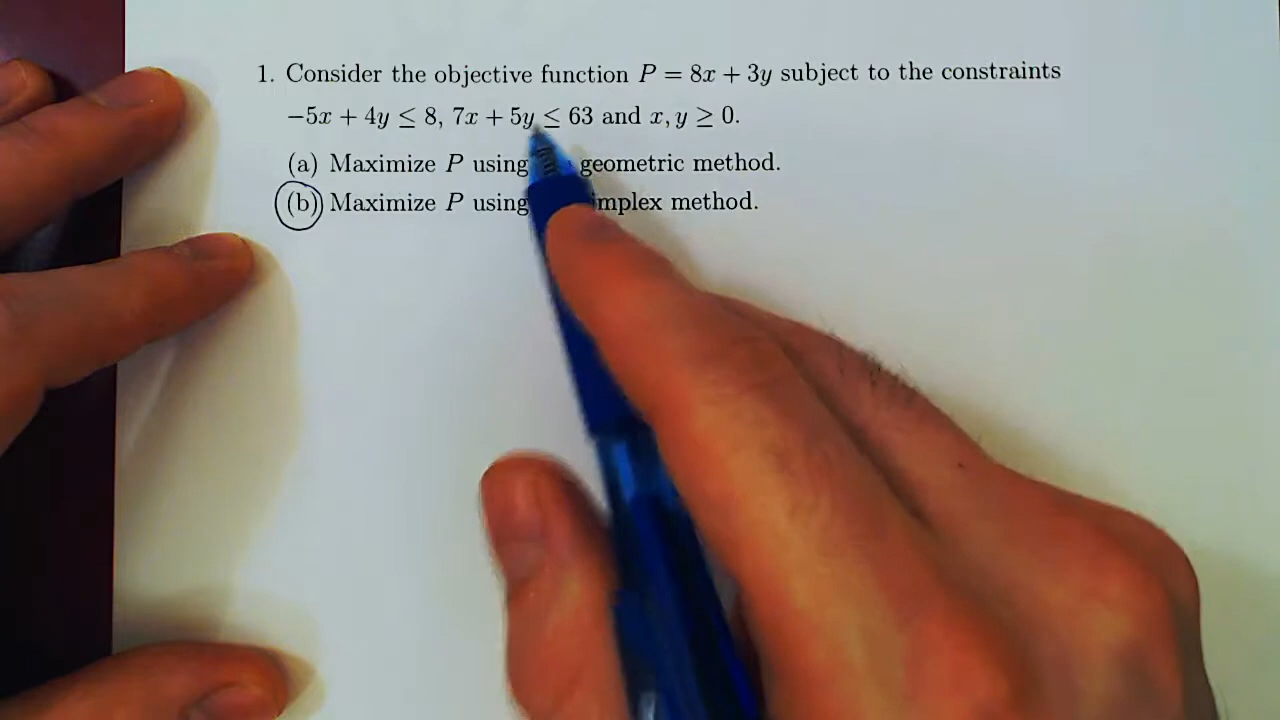 1. Consider the objective function P = 8x + 3y subject to the constraints
−5x + 4y ≤ 8, 7x + 5y ≤ 63 and x, y ≥ 0.
(a) Maximize P using geometric method.
(b) Maximize P using method.